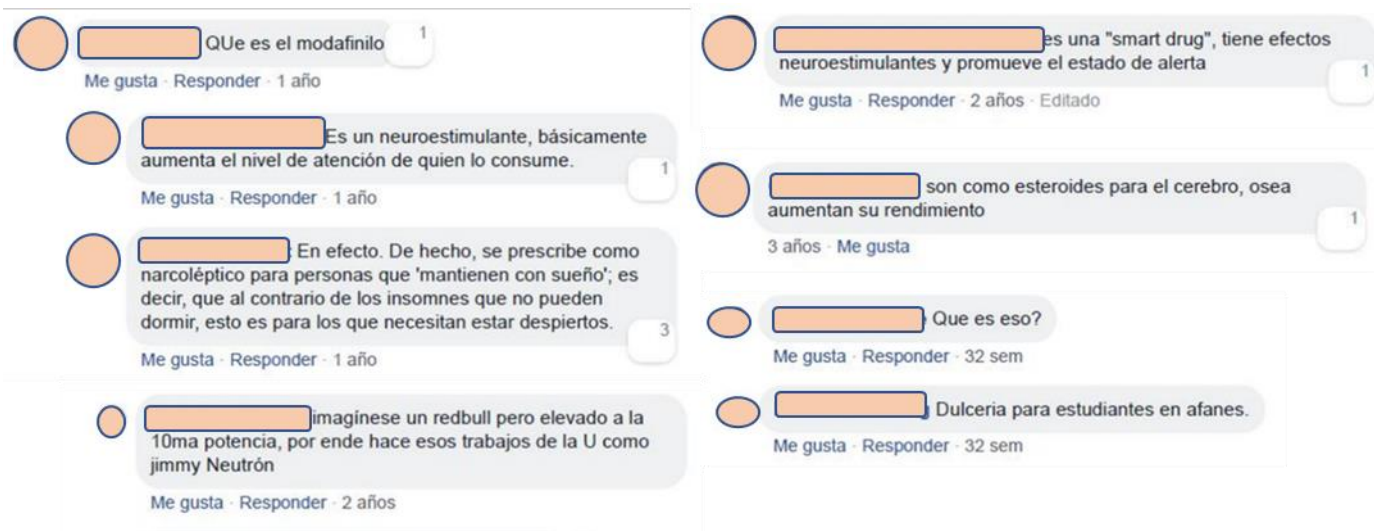 QUe es el modafinilo
1
Me gusta · Responder · 1 año
Es un neuroestimulante, básicamente
aumenta el nivel de atención de quien lo consume.
1
Me gusta · Responder · 1 año
: En efecto. De hecho, se prescribe como
narcoléptico para personas que 'mantienen con sueño'; es
decir, que al contrario de los insomnes que no pueden
dormir, esto es para los que necesitan estar despiertos.
3
Me gusta · Responder · 1 año
imagínese un redbull pero elevado a la
10ma potencia, por ende hace esos trabajos de la U como
jimmy Neutrón
Me gusta · Responder · 2 años
es una "smart drug", tiene efectos
neuroestimulantes y promueve el estado de alerta
1
Me gusta · Responder · 2 años · Editado
son como esteroides para el cerebro, osea
aumentan su rendimiento
1
3 años · Me gusta
Que es eso?
Me gusta · Responder · 32 sem
Dulceria para estudiantes en afanes.
Me gusta · Responder · 32 sem